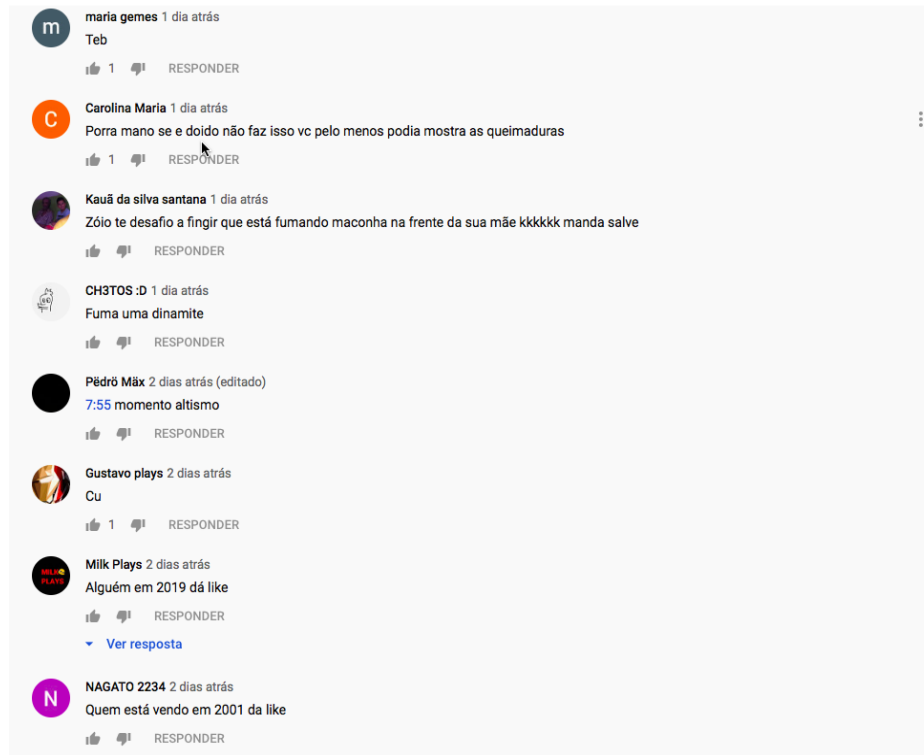 m
maria gemes 1 dia atrás
Teb
1 RESPONDER
C
Carolina Maria 1 dia atrás
Porra mano se e doido não faz isso vc pelo menos podia mostra as queimaduras
1 RESPONDER
Kauã da silva santana 1 dia atrás
Zóio te desafio a fingir que está fumando maconha na frente da sua mãe kkkkkk manda salve
RESPONDER
CH3TOS :D 1 dia atrás
Fuma uma dinamite
RESPONDER
Pëdrö Mäx 2 dias atrás (editado)
7:55 momento altismo
RESPONDER
Gustavo plays 2 dias atrás
Cu
1 RESPONDER
MILK
PLAYS
Milk Plays 2 dias atrás
Alguém em 2019 dá like
RESPONDER
Ver resposta
N
NAGATO 2234 2 dias atrás
Quem está vendo em 2001 da like
RESPONDER